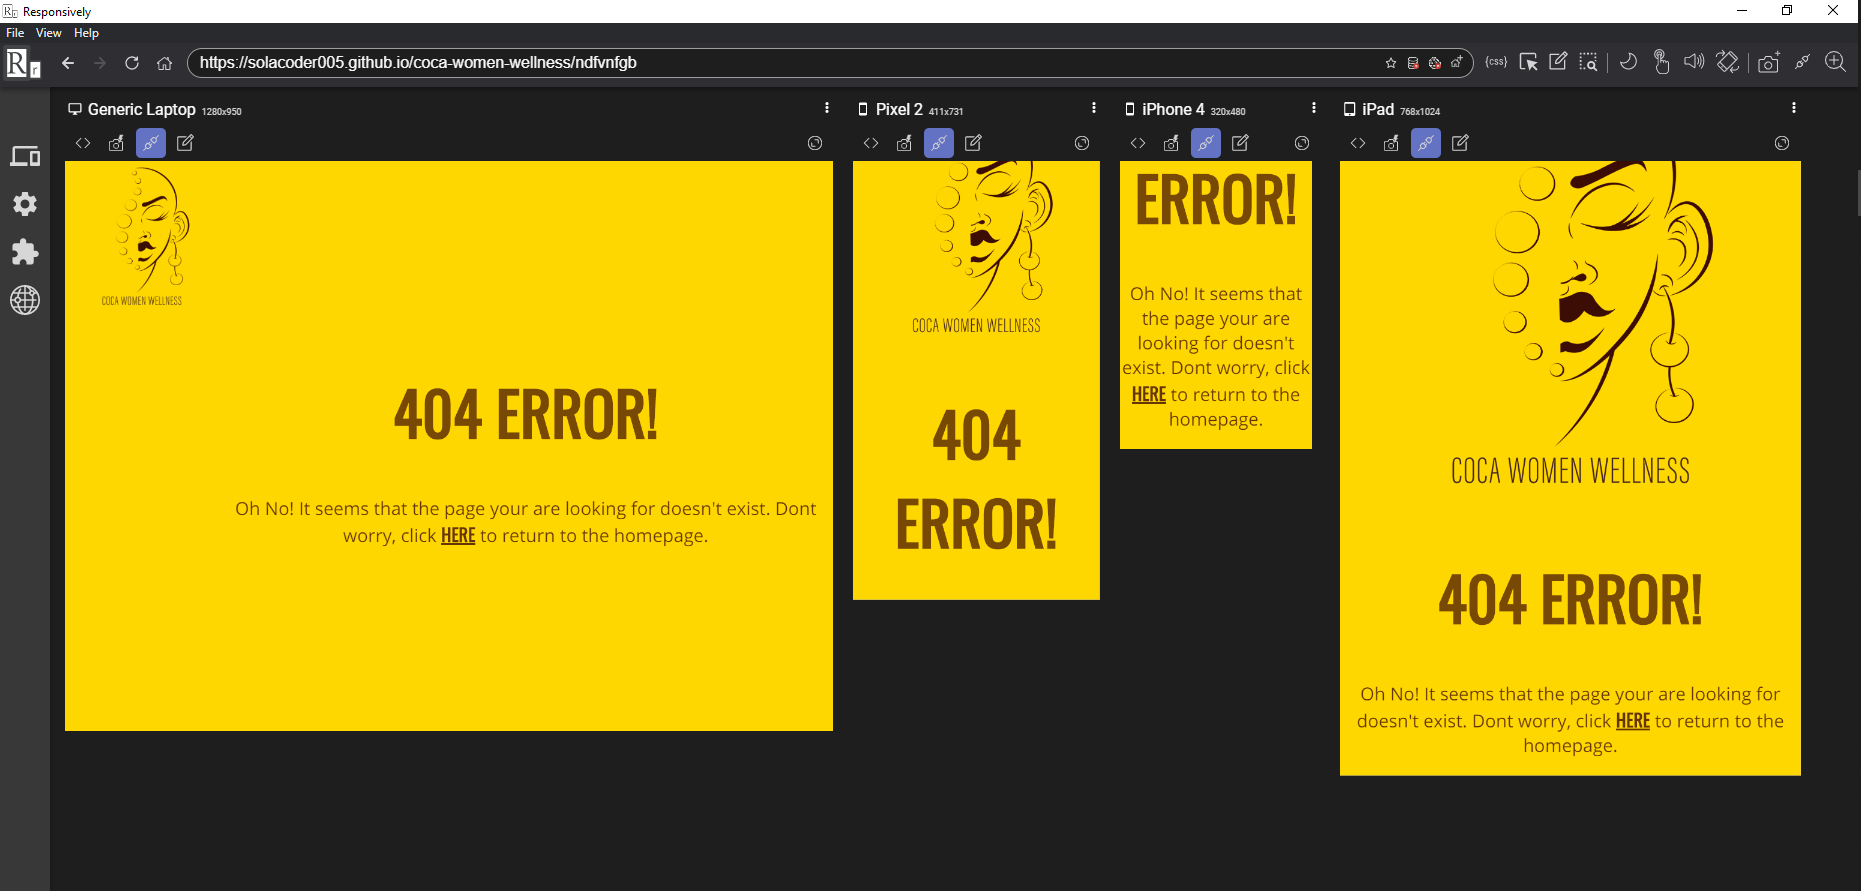 Rr Responsively
File View Help
Rr https://solacoder005.github.io/coca-women-wellness/ndfvnfgb {css}
Generic Laptop 1280x950
COCA WOMEN WELLNESS
404 ERROR!
Oh No! It seems that the page your are looking for doesn't exist. Dont
worry, click HERE to return to the homepage.
Pixel 2 411x731
COCA WOMEN WELLNESS
404
ERROR!
iPhone 4 320x480
ERROR!
Oh No! It seems that
the page your are
looking for doesn't
exist. Dont worry, click
HERE to return to the
homepage.
iPad 768x1024
COCA WOMEN WELLNESS
404 ERROR!
Oh No! It seems that the page your are looking for
doesn't exist. Dont worry, click HERE to return to the
homepage.